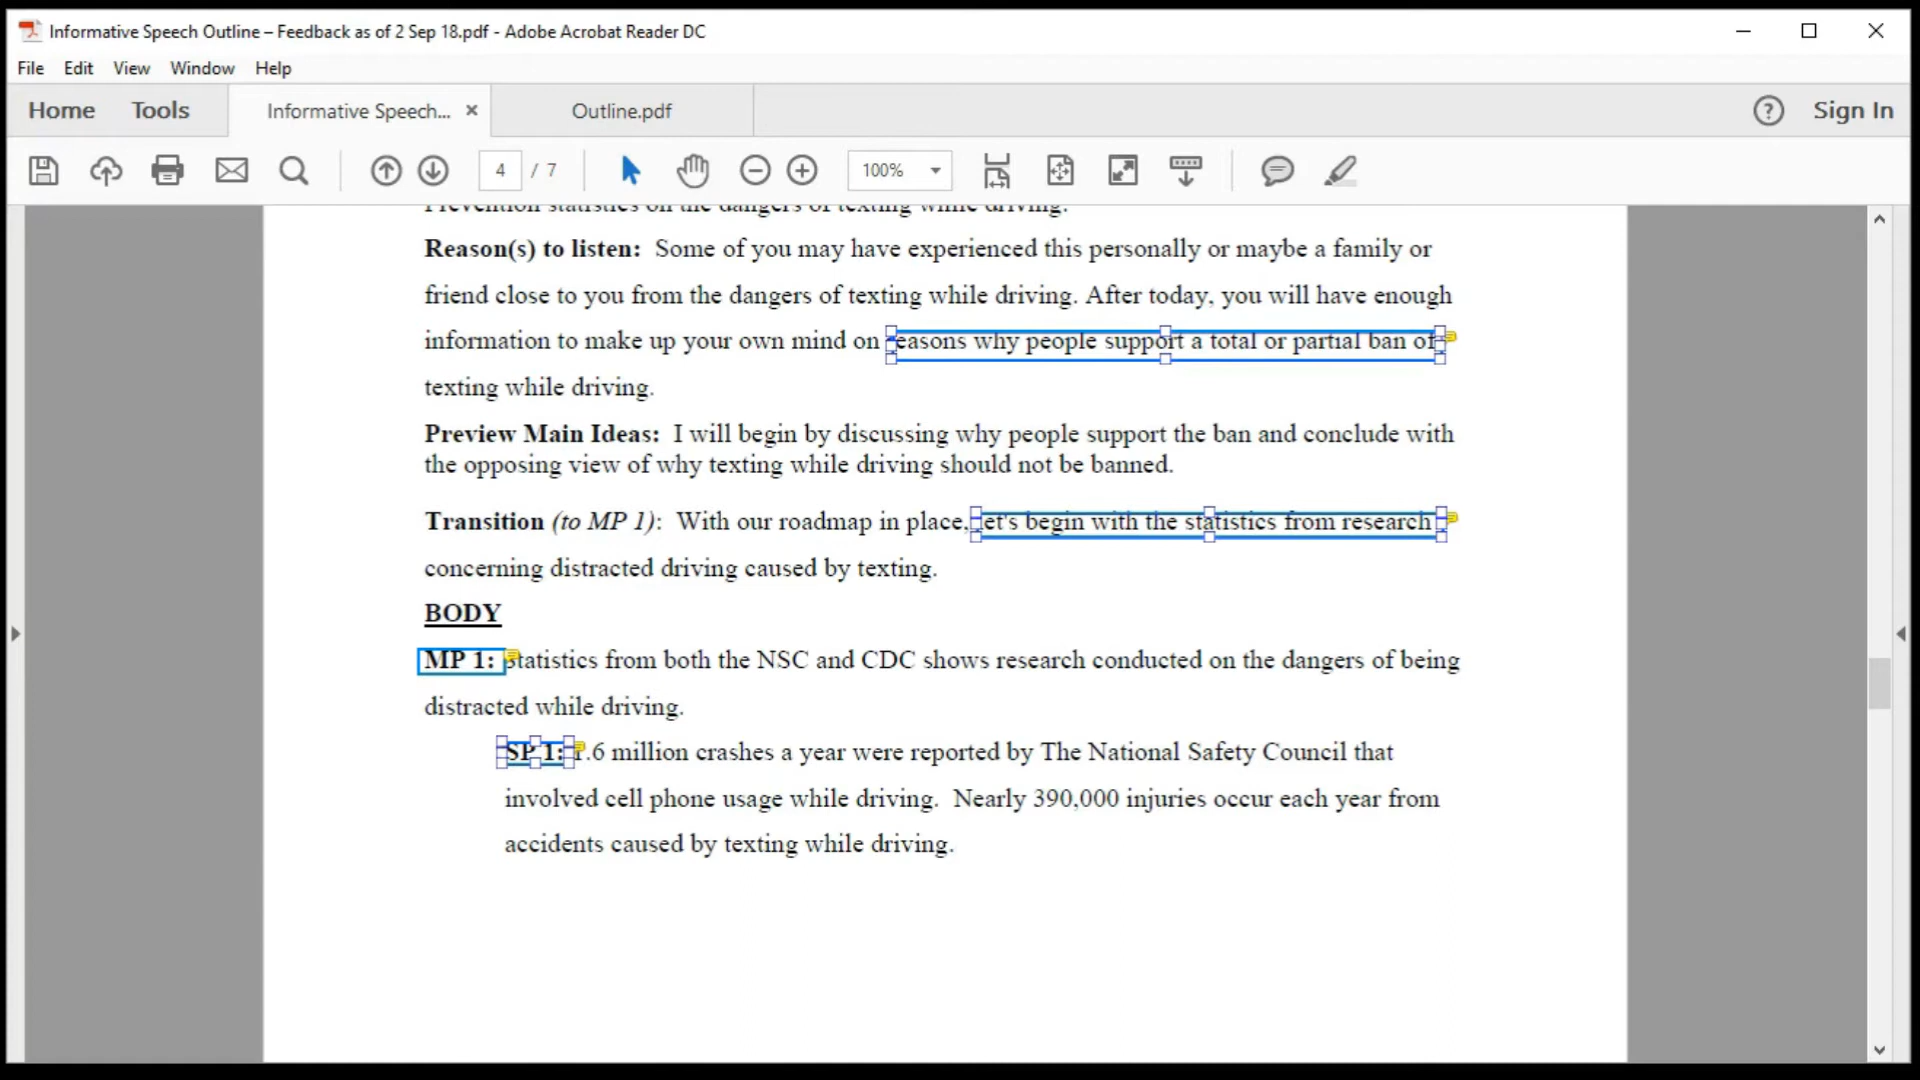 Informative Speech Outline – Feedback as of 2 Sep 18.pdf - Adobe Acrobat Reader DC
File Edit View Window Help
Home Tools Informative Speech... Outline.pdf Sign In
4 / 7 100%
Prevention statistics on the dangers of texting while driving.
Reason(s) to listen: Some of you may have experienced this personally or maybe a family or
friend close to you from the dangers of texting while driving. After today, you will have enough
information to make up your own mind on reasons why people support a total or partial ban of
texting while driving.
Preview Main Ideas: I will begin by discussing why people support the ban and conclude with
the opposing view of why texting while driving should not be banned.
Transition (to MP 1): With our roadmap in place, let's begin with the statistics from research
concerning distracted driving caused by texting.
BODY
MP 1: Statistics from both the NSC and CDC shows research conducted on the dangers of being
distracted while driving.
SP 1: 1.6 million crashes a year were reported by The National Safety Council that
involved cell phone usage while driving. Nearly 390,000 injuries occur each year from
accidents caused by texting while driving.